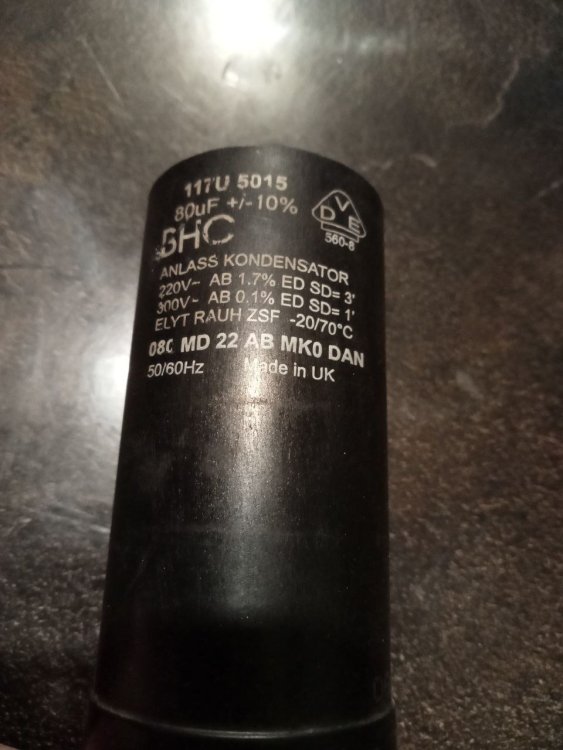 117U 5015
80uF +/-10%
BHC
VDE
560-8
ANLASS KONDENSATOR
220V~ AB 1.7% ED SD= 3'
300V~ AB 0.1% ED SD= 1'
ELYT RAUH ZSF -20/70°C
080 MD 22 AB MK0 DAN
50/60Hz Made in UK